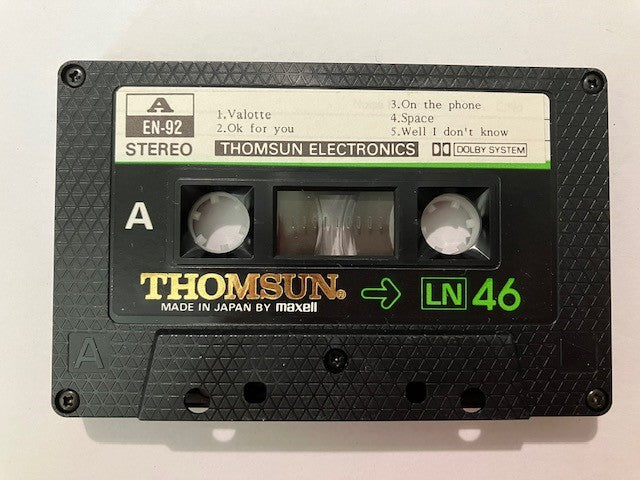 A
EN-92
STEREO
1.Valotte
2.Ok for you
3.On the phone
4.Space
5.Well I don't know
THOMSUN ELECTRONICS
DOLBY SYSTEM
A
THOMSUN®
MADE IN JAPAN BY maxell
LN 46
A